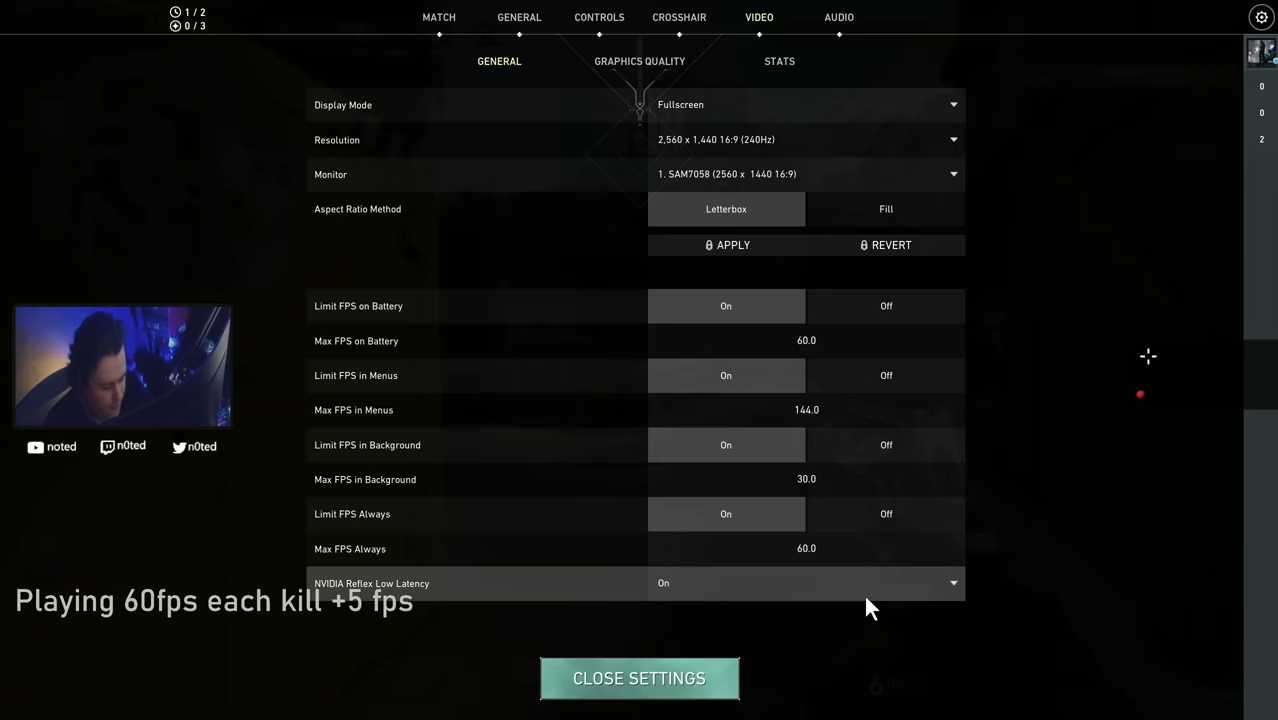 1 / 2
0 / 3
MATCH GENERAL CONTROLS CROSSHAIR VIDEO AUDIO
GENERAL GRAPHICS QUALITY STATS
Display Mode Fullscreen
Resolution 2,560 x 1,440 16:9 (240Hz)
Monitor 1. SAM7058 (2560 x 1440 16:9)
Aspect Ratio Method Letterbox Fill
APPLY REVERT
Limit FPS on Battery On Off
Max FPS on Battery 60.0
Limit FPS in Menus On Off
Max FPS in Menus 144.0
Limit FPS in Background On Off
Max FPS in Background 30.0
Limit FPS Always On Off
Max FPS Always 60.0
NVIDIA Reflex Low Latency On
Playing 60fps each kill +5 fps
CLOSE SETTINGS
noted n0ted n0ted
0
0
2